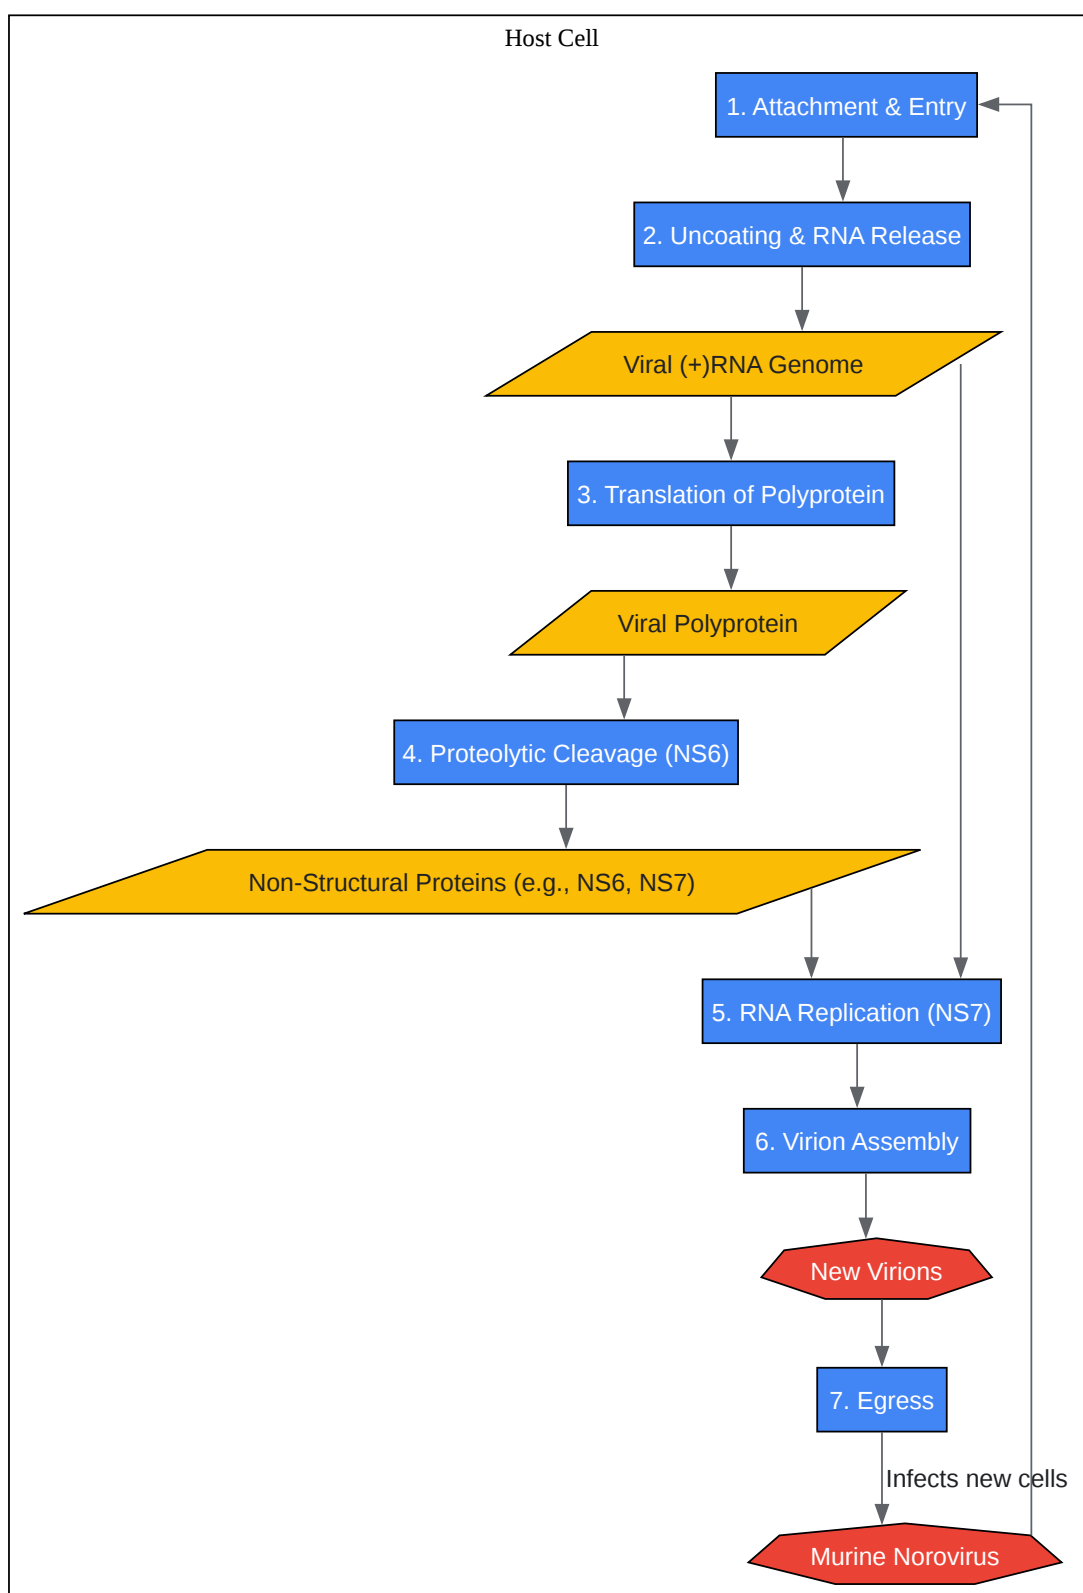 Host Cell
1. Attachment & Entry
2. Uncoating & RNA Release
Viral (+)RNA Genome
3. Translation of Polyprotein
Viral Polyprotein
4. Proteolytic Cleavage (NS6)
Non-Structural Proteins (e.g., NS6, NS7)
5. RNA Replication (NS7)
6. Virion Assembly
New Virions
7. Egress
Infects new cells
Murine Norovirus